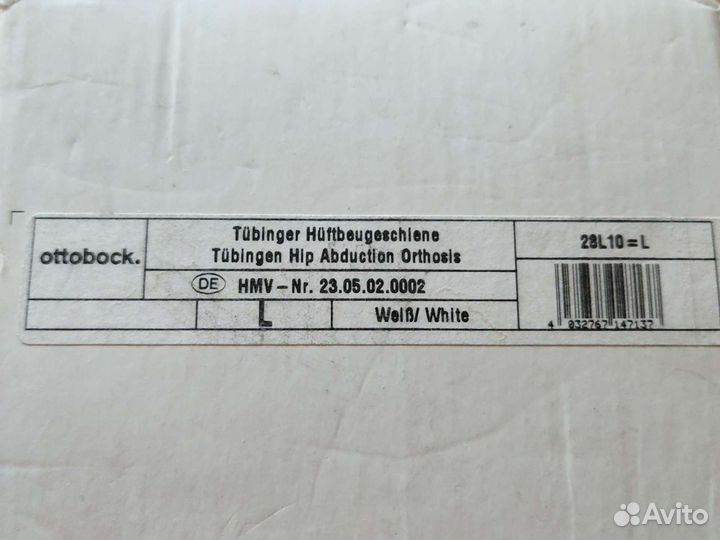 ottobock.
Tübinger Hüftbeugeschiene
Tübingen Hip Abduction Orthosis
DE HMV-Nr. 23.05.02.0002
L
Weiß/ White
28L10=L
4 032767 147137
Avito